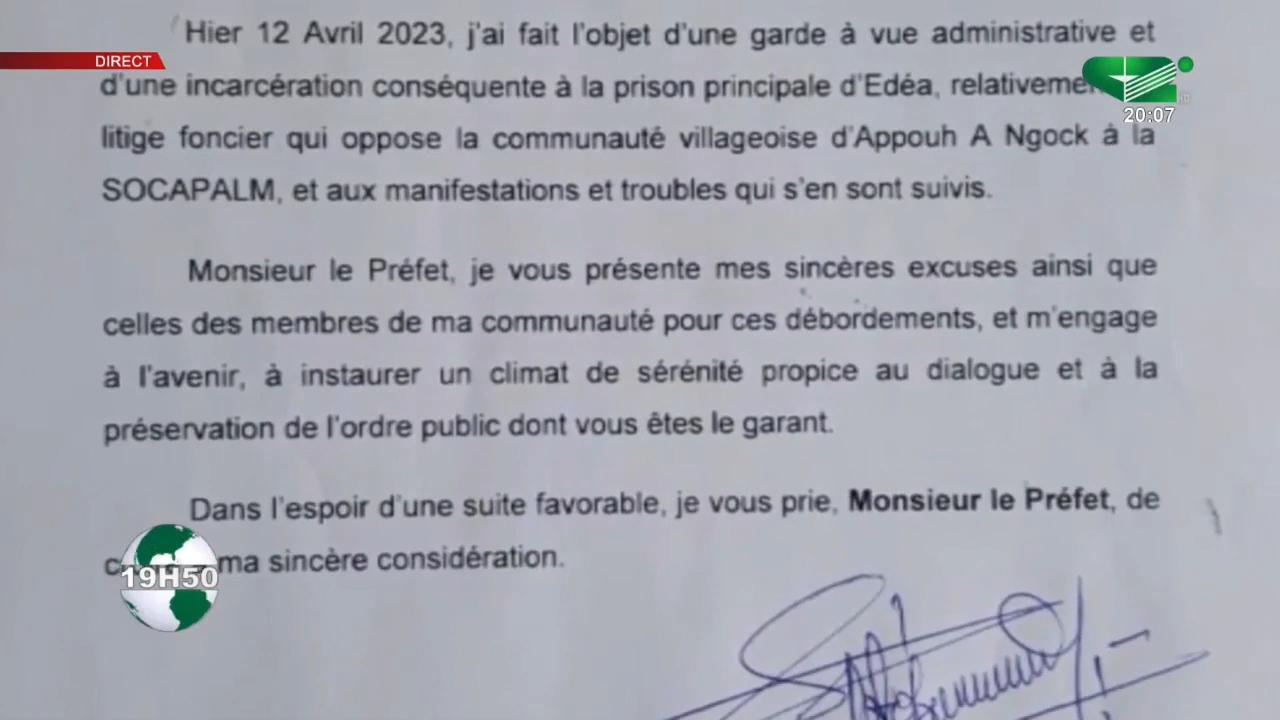 Hier 12 Avril 2023, j'ai fait l'objet d'une garde à vue administrative et
DIRECT
d'une incarcération conséquente à la prison principale d'Edéa,
20:07
litige foncier qui oppose la communauté villageoise d'Appouh A Ngock à la
SOCAPALM, et aux manifestations et troubles qui s'en sont suivis.
Monsieur le Préfet, je vous présente mes sincères excuses ainsi que
celles des membres de ma communauté pour ces débordements, et m'engage
à l'avenir, à instaurer un climat de sérénité propice au dialogue et à la
préservation de l'ordre public dont vous êtes le garant.
Dans l'espoir d'une suite favorable, je vous prie, Monsieur le Préfet, de
ma sincère considération.
19H50